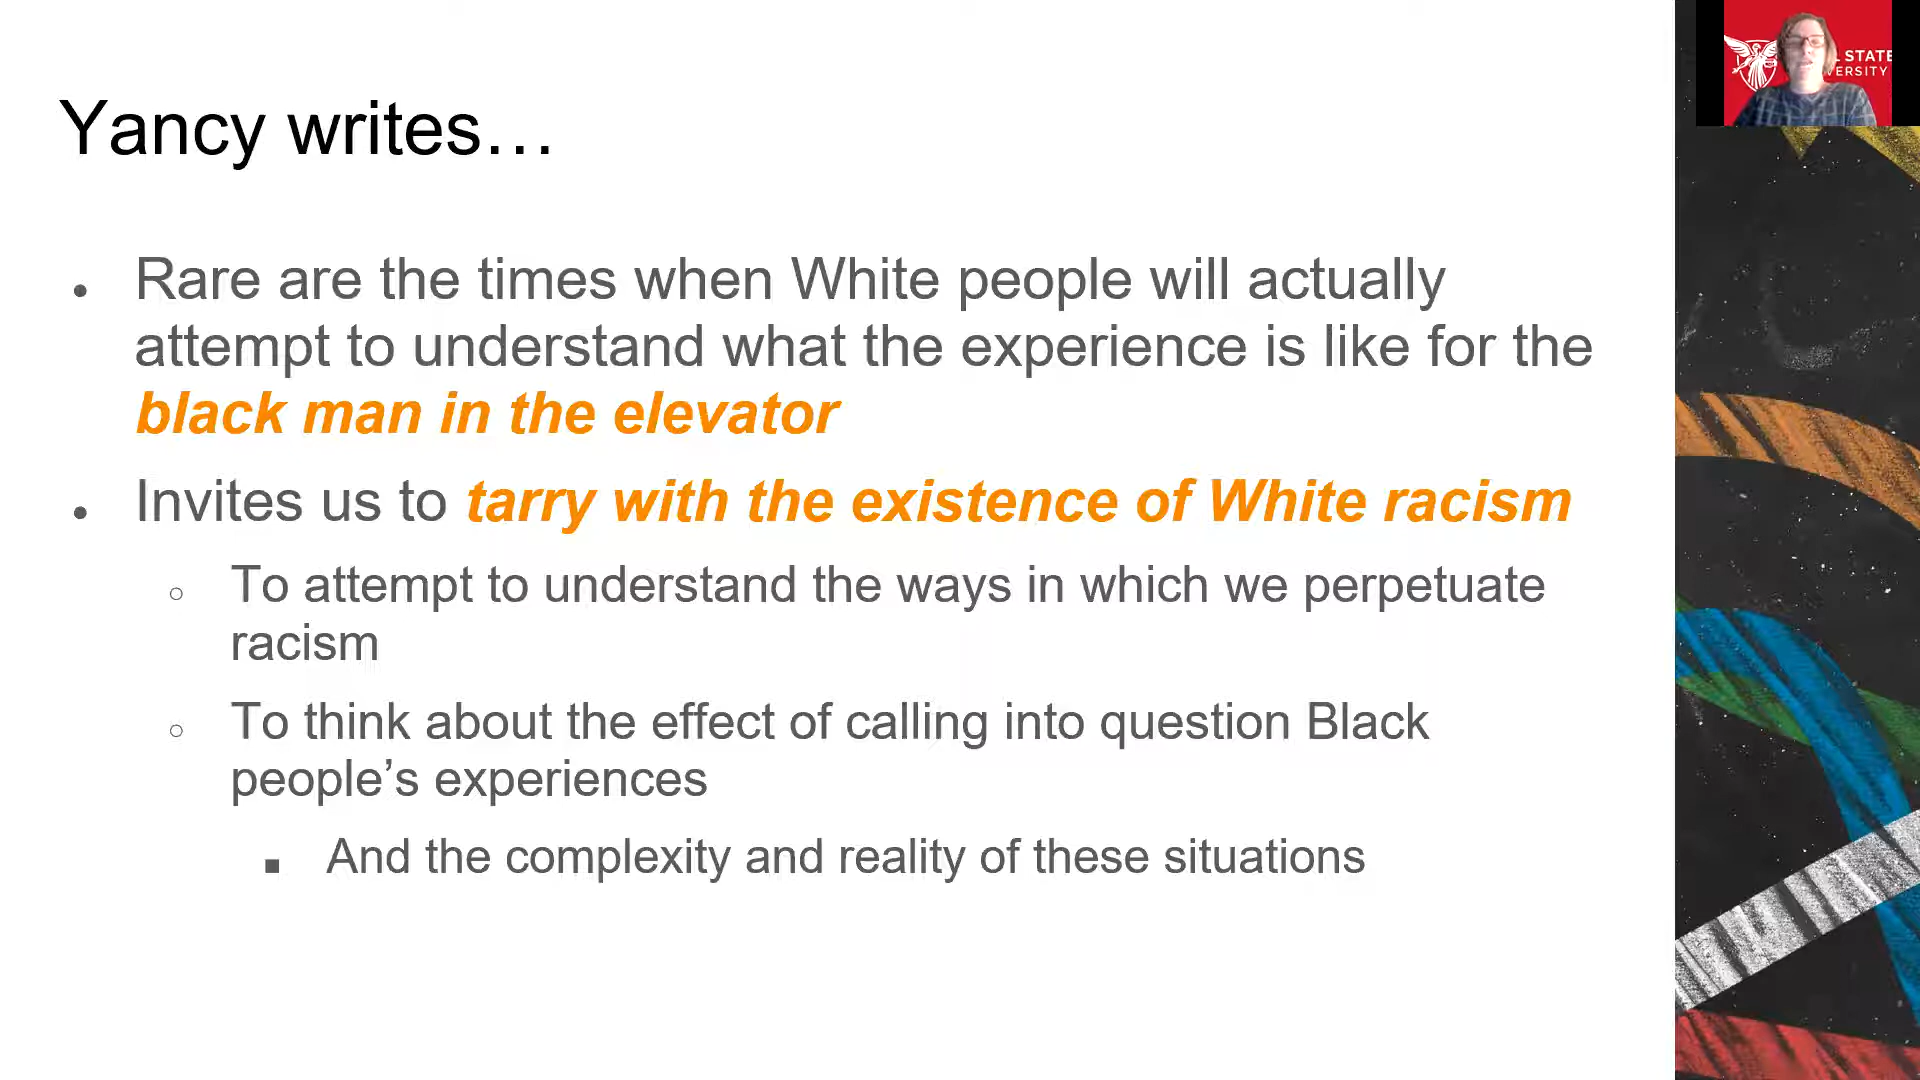 L STATE
VERSITY
Yancy writes…
● Rare are the times when White people will actually
attempt to understand what the experience is like for the
black man in the elevator
● Invites us to tarry with the existence of White racism
○ To attempt to understand the ways in which we perpetuate
racism
○ To think about the effect of calling into question Black
people’s experiences
■ And the complexity and reality of these situations